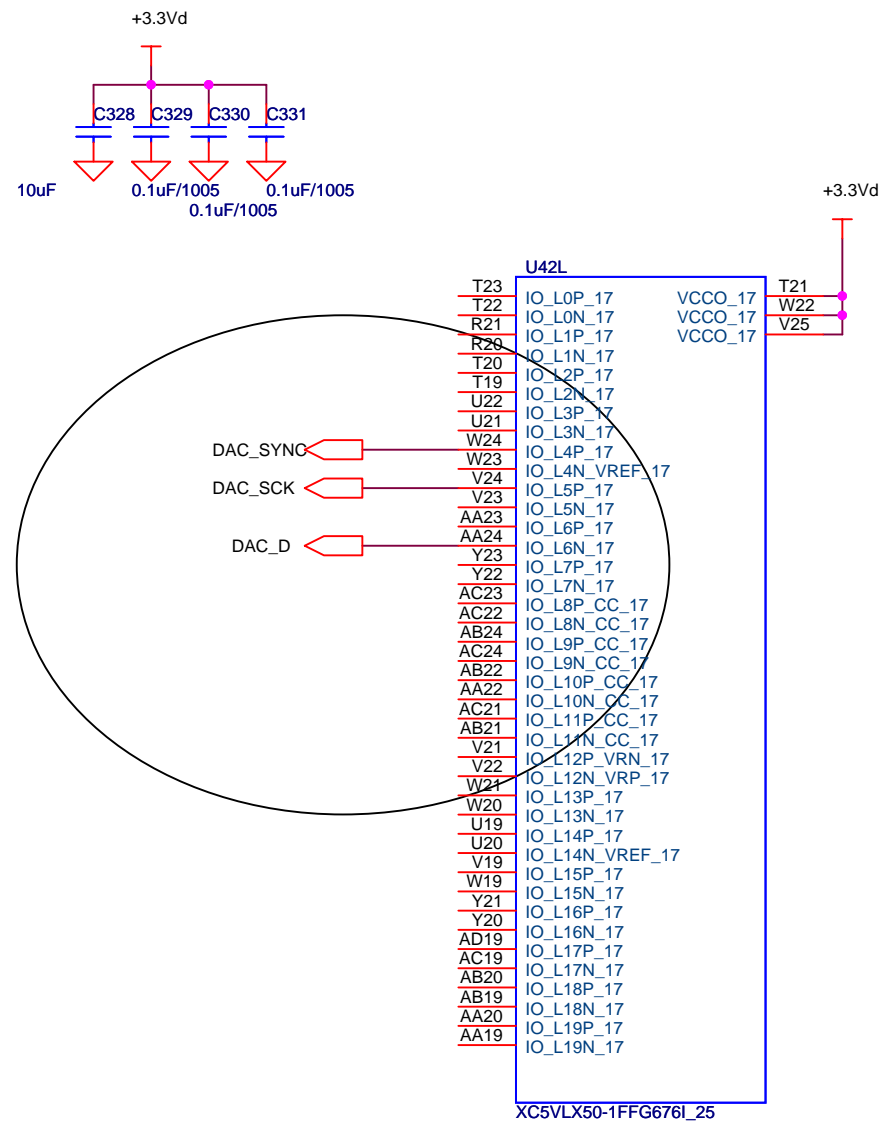 +3.3Vd
C328 C329 C330 C331
10uF 0.1uF/1005 0.1uF/1005
0.1uF/1005
+3.3Vd
U42L
T23 IO_L0P_17 VCCO_17 T21
T22 IO_L0N_17 VCCO_17 W22
R21 IO_L1P_17 VCCO_17 V25
R20 IO_L1N_17
T20 IO_L2P_17
T19 IO_L2N_17
U22 IO_L3P_17
U21 IO_L3N_17
DAC_SYNC W24 IO_L4P_17
W23 IO_L4N_VREF_17
DAC_SCK V24 IO_L5P_17
V23 IO_L5N_17
AA23 IO_L6P_17
DAC_D AA24 IO_L6N_17
Y23 IO_L7P_17
Y22 IO_L7N_17
AC23 IO_L8P_CC_17
AC22 IO_L8N_CC_17
AB24 IO_L9P_CC_17
AC24 IO_L9N_CC_17
AB22 IO_L10P_CC_17
AA22 IO_L10N_CC_17
AC21 IO_L11P_CC_17
AB21 IO_L11N_CC_17
V21 IO_L12P_VRN_17
V22 IO_L12N_VRP_17
W21 IO_L13P_17
W20 IO_L13N_17
U19 IO_L14P_17
U20 IO_L14N_VREF_17
V19 IO_L15P_17
W19 IO_L15N_17
Y21 IO_L16P_17
Y20 IO_L16N_17
AD19 IO_L17P_17
AC19 IO_L17N_17
AB20 IO_L18P_17
AB19 IO_L18N_17
AA20 IO_L19P_17
AA19 IO_L19N_17
XC5VLX50-1FFG676I_25